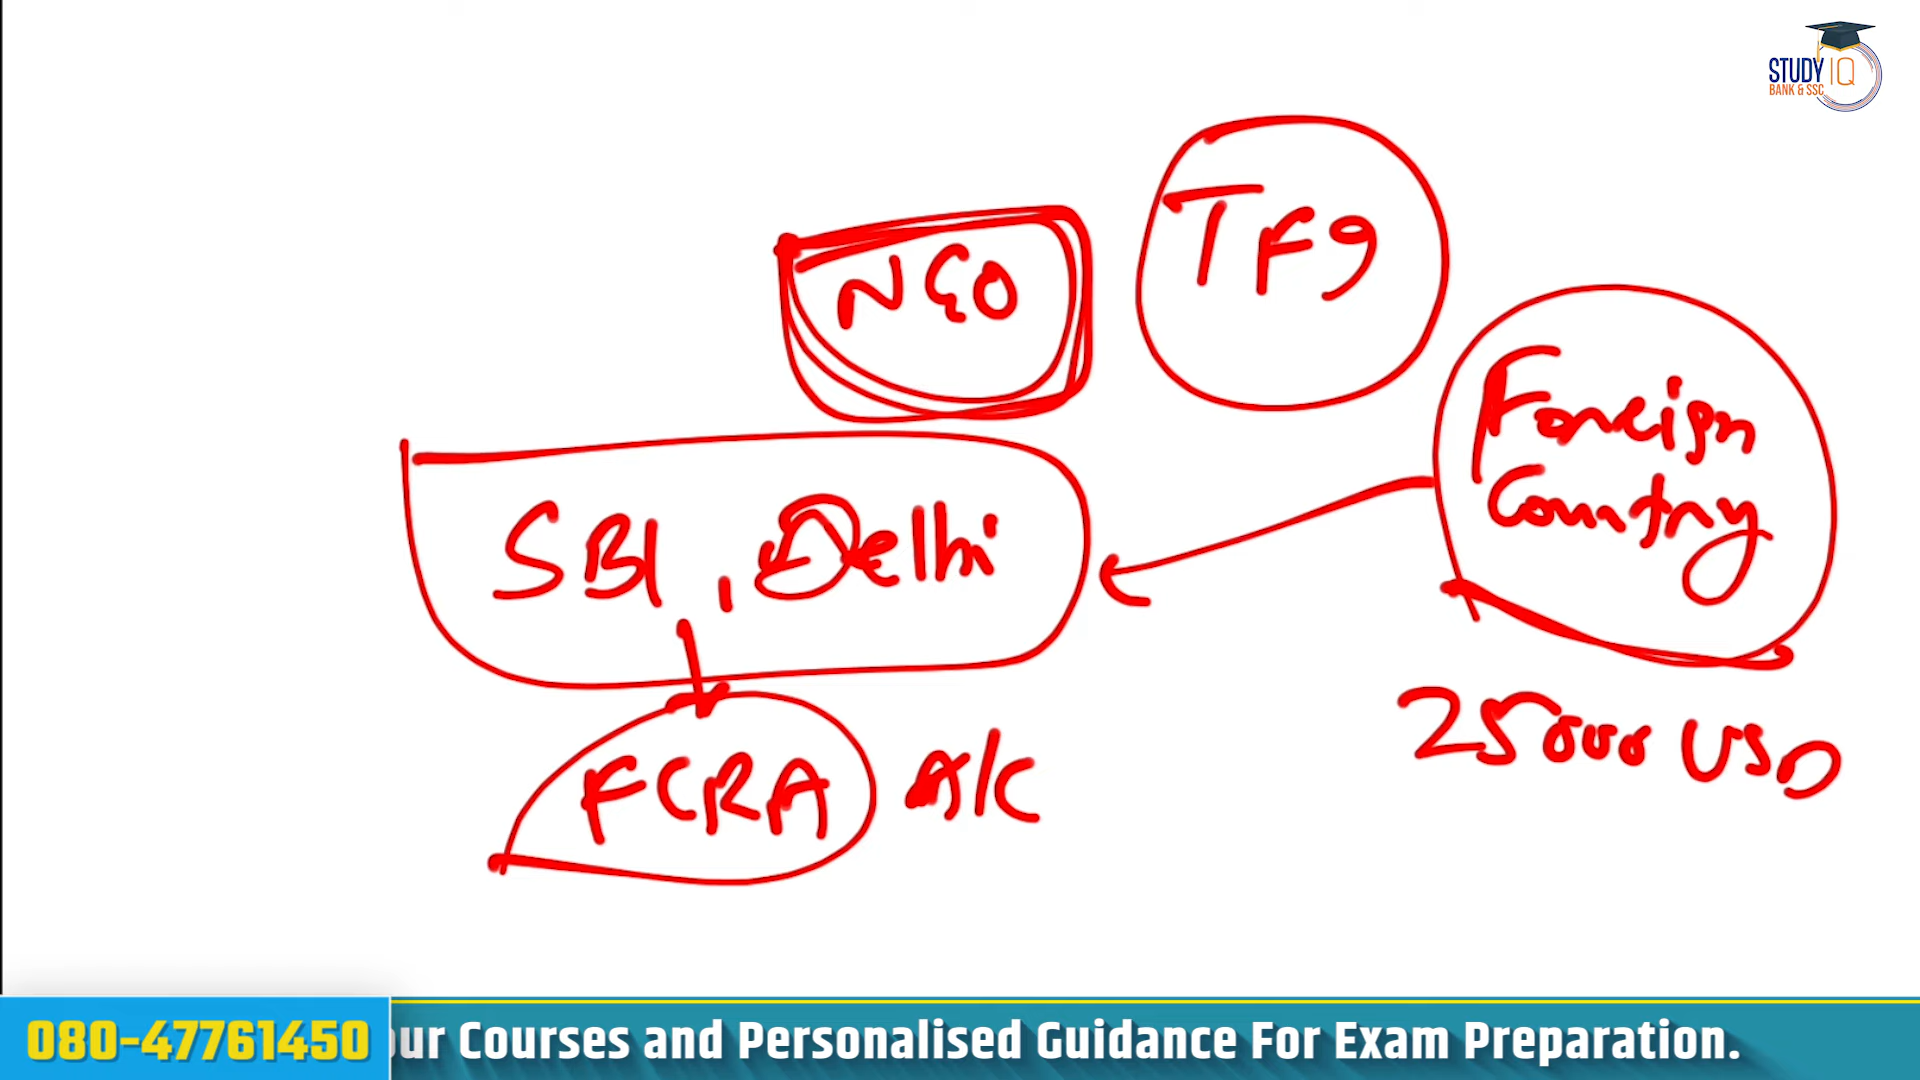 STUDY IQ
BANK & SSC
TFG
NGO
Foreign
Country
SBI, Delhi
25000 USD
FCRA A/C
080-47761450
our Courses and Personalised Guidance For Exam Preparation.